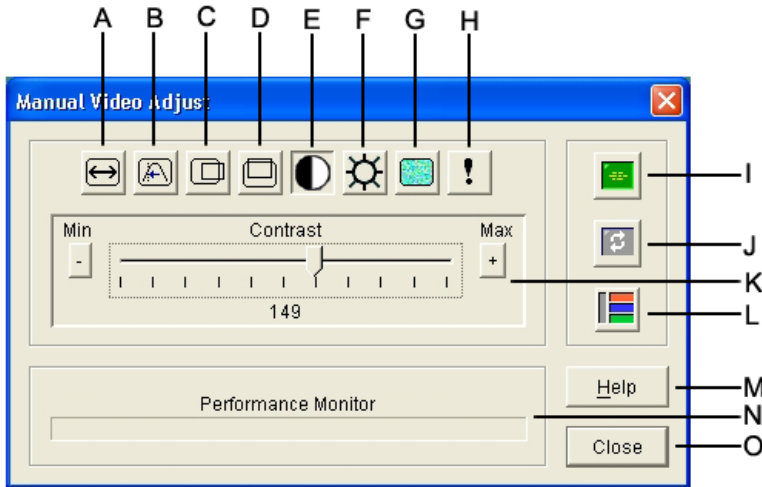 A B C D E F G H
Manual Video Adjust
I
J
Min Contrast Max
- +
K
149
L
Help
M
Performance Monitor
N
Close
O